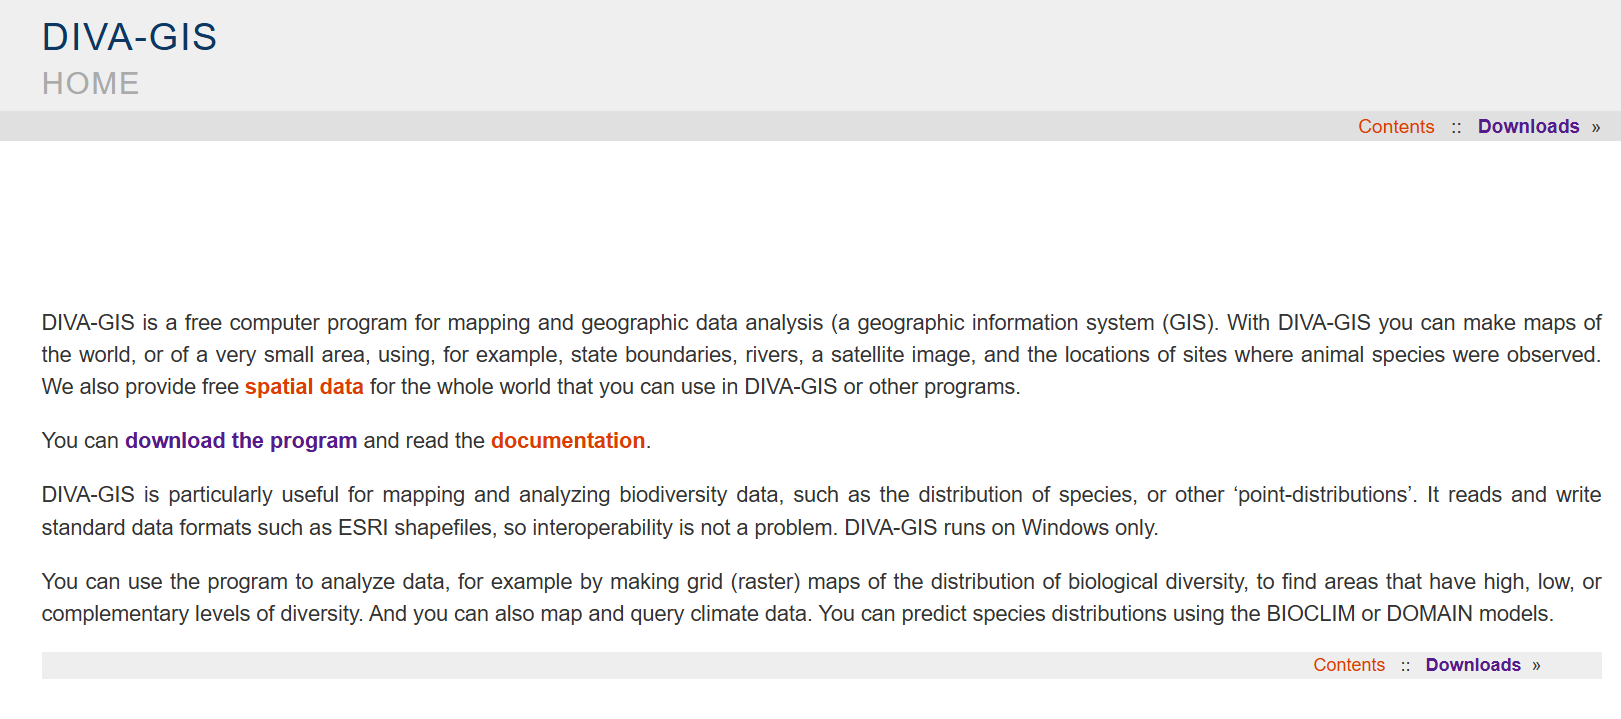 DIVA-GIS
HOME
Contents :: Downloads »
DIVA-GIS is a free computer program for mapping and geographic data analysis (a geographic information system (GIS). With DIVA-GIS you can make maps of
the world, or of a very small area, using, for example, state boundaries, rivers, a satellite image, and the locations of sites where animal species were observed.
We also provide free spatial data for the whole world that you can use in DIVA-GIS or other programs.
You can download the program and read the documentation.
DIVA-GIS is particularly useful for mapping and analyzing biodiversity data, such as the distribution of species, or other ‘point-distributions’. It reads and write
standard data formats such as ESRI shapefiles, so interoperability is not a problem. DIVA-GIS runs on Windows only.
You can use the program to analyze data, for example by making grid (raster) maps of the distribution of biological diversity, to find areas that have high, low, or
complementary levels of diversity. And you can also map and query climate data. You can predict species distributions using the BIOCLIM or DOMAIN models.
Contents :: Downloads »